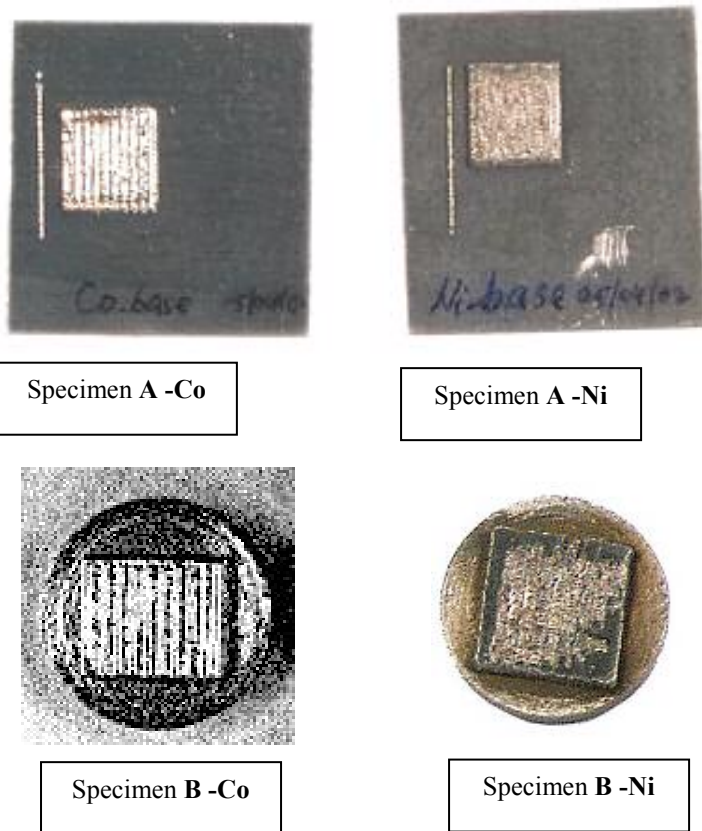 Co.base
Ni-base
Specimen A -Co
Specimen A -Ni
Specimen B -Co
Specimen B -Ni